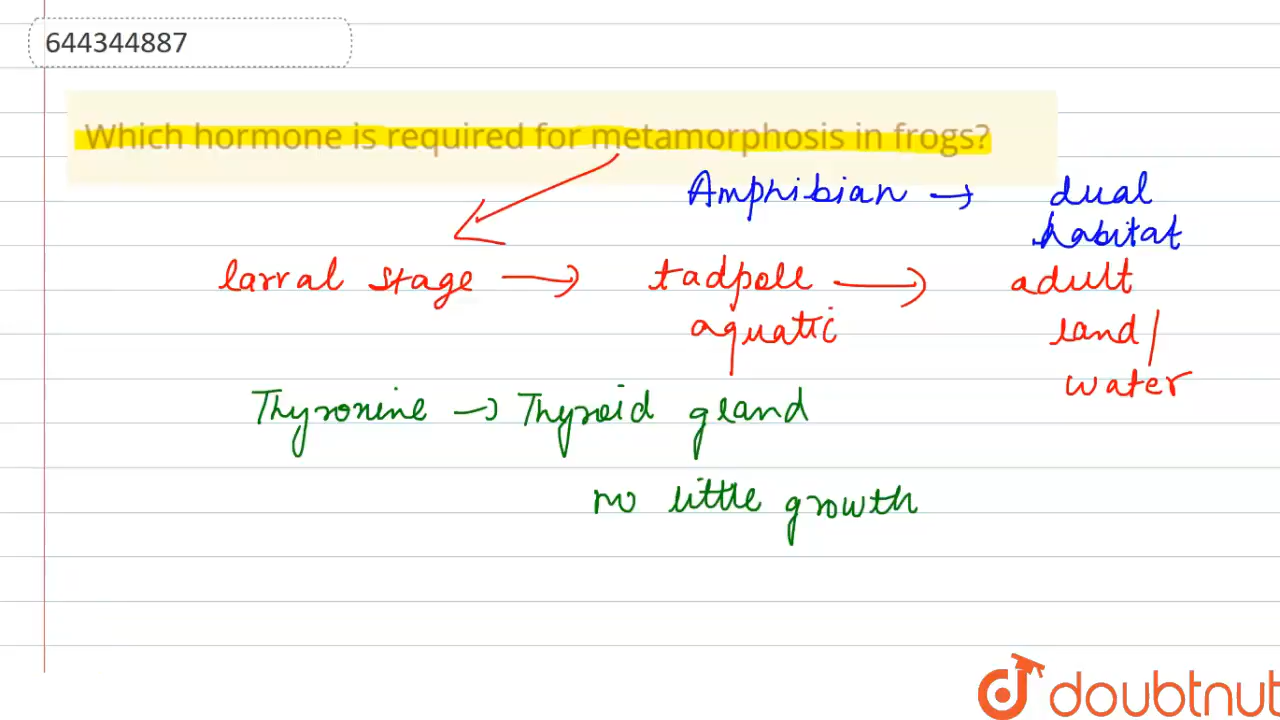 644344887
Which hormone is required for metamorphosis in frogs?
Amphibian → dual
habitat
larval stage → tadpole → adult
aquatic land/
water
Thyroxine → Thyroid gland
no little growth
doubtnut